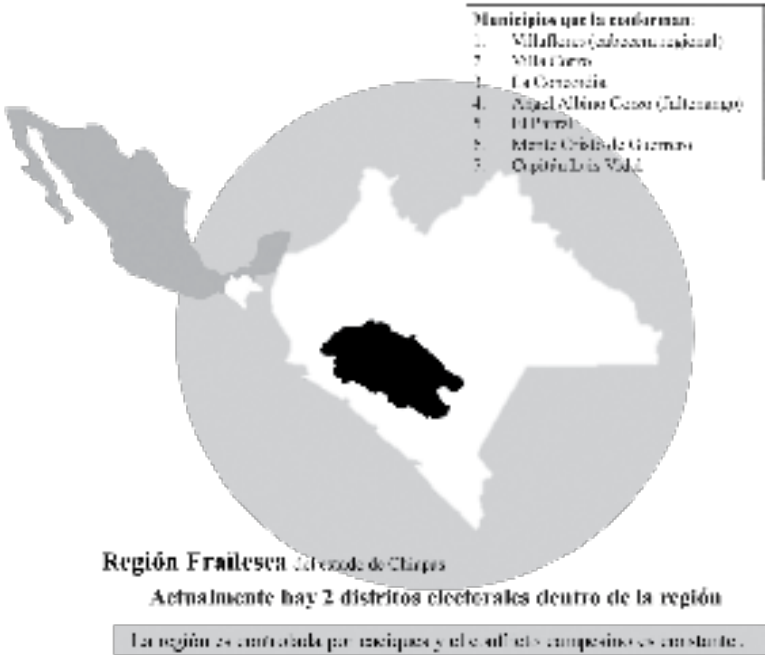 Municipios que la conforman:
1. Villaflores (cabecera regional)
2. Villa Corzo
3. La Concordia
4. Ángel Albino Corzo (Jaltenango)
5. El Parral
6. Monte Cristo de Guerrero
7. Capitán Luis Vidal
Región Frailesca del estado de Chiapas
Actualmente hay 2 distritos electorales dentro de la región
La región es controlada por caciques y el conflicto campesino es constante.